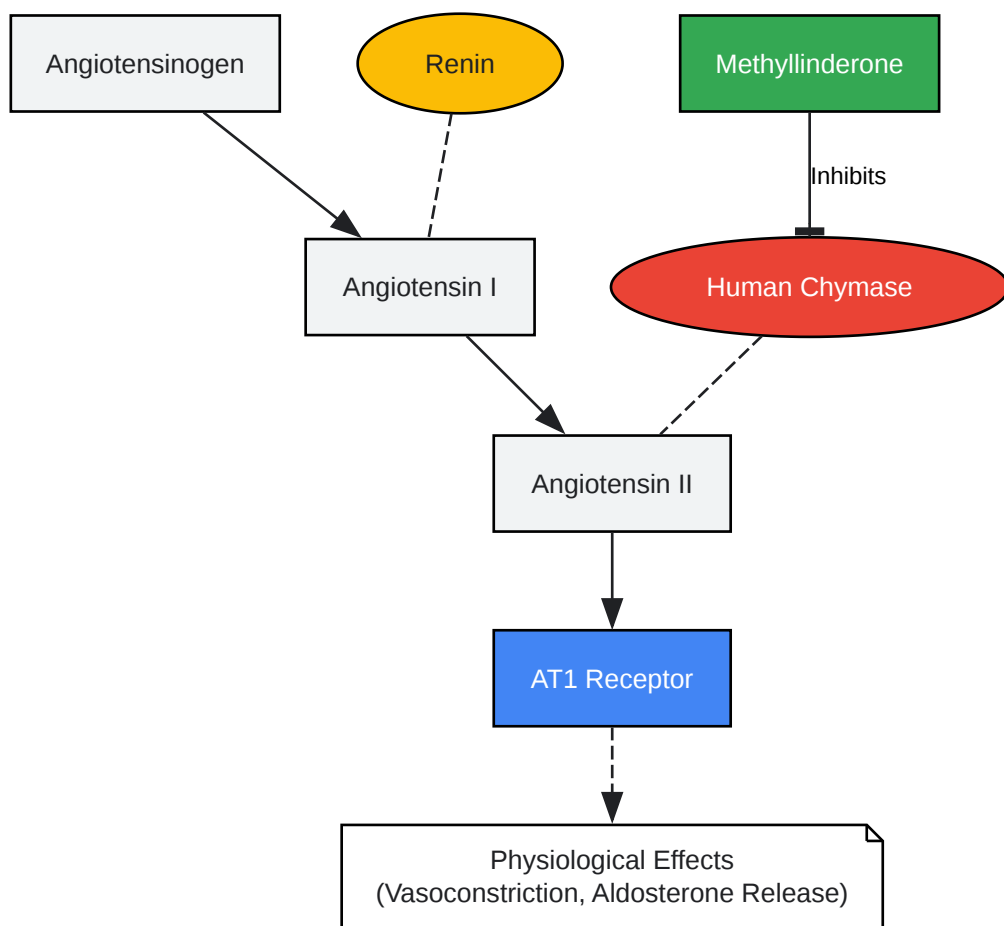 Angiotensinogen
Renin
Methyllinderone
Inhibits
Angiotensin I
Human Chymase
Angiotensin II
AT1 Receptor
Physiological Effects
(Vasoconstriction, Aldosterone Release)